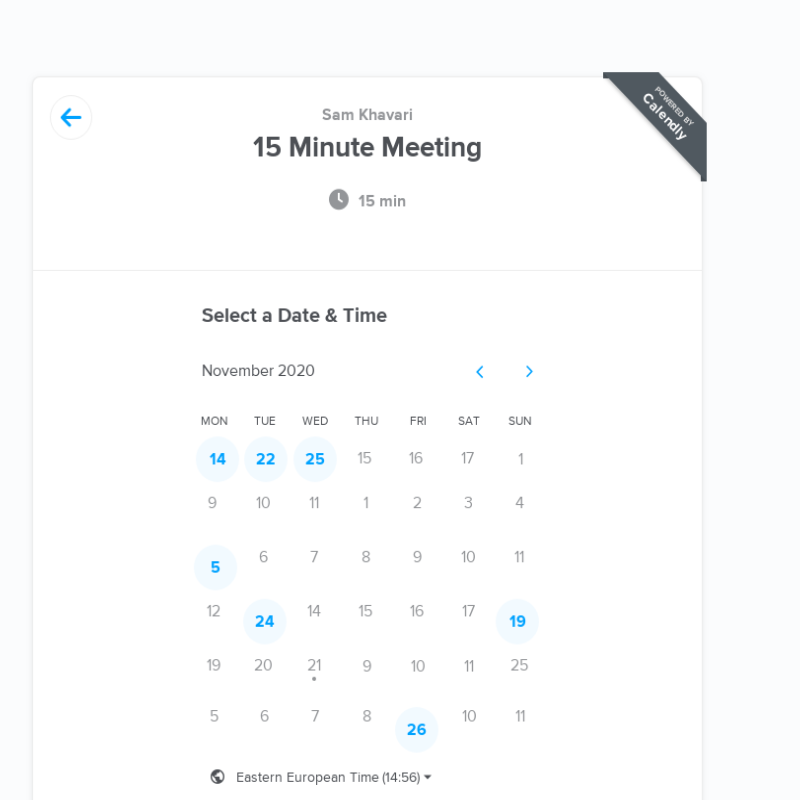 POWERED BY
Calendly
Sam Khavari
15 Minute Meeting
15 min
Select a Date & Time
November 2020
MON TUE WED THU FRI SAT SUN
14 22 25 15 16 17 1
9 10 11 1 2 3 4
5 6 7 8 9 10 11
12 24 14 15 16 17 19
19 20 21 9 10 11 25
5 6 7 8 26 10 11
Eastern European Time (14:56)